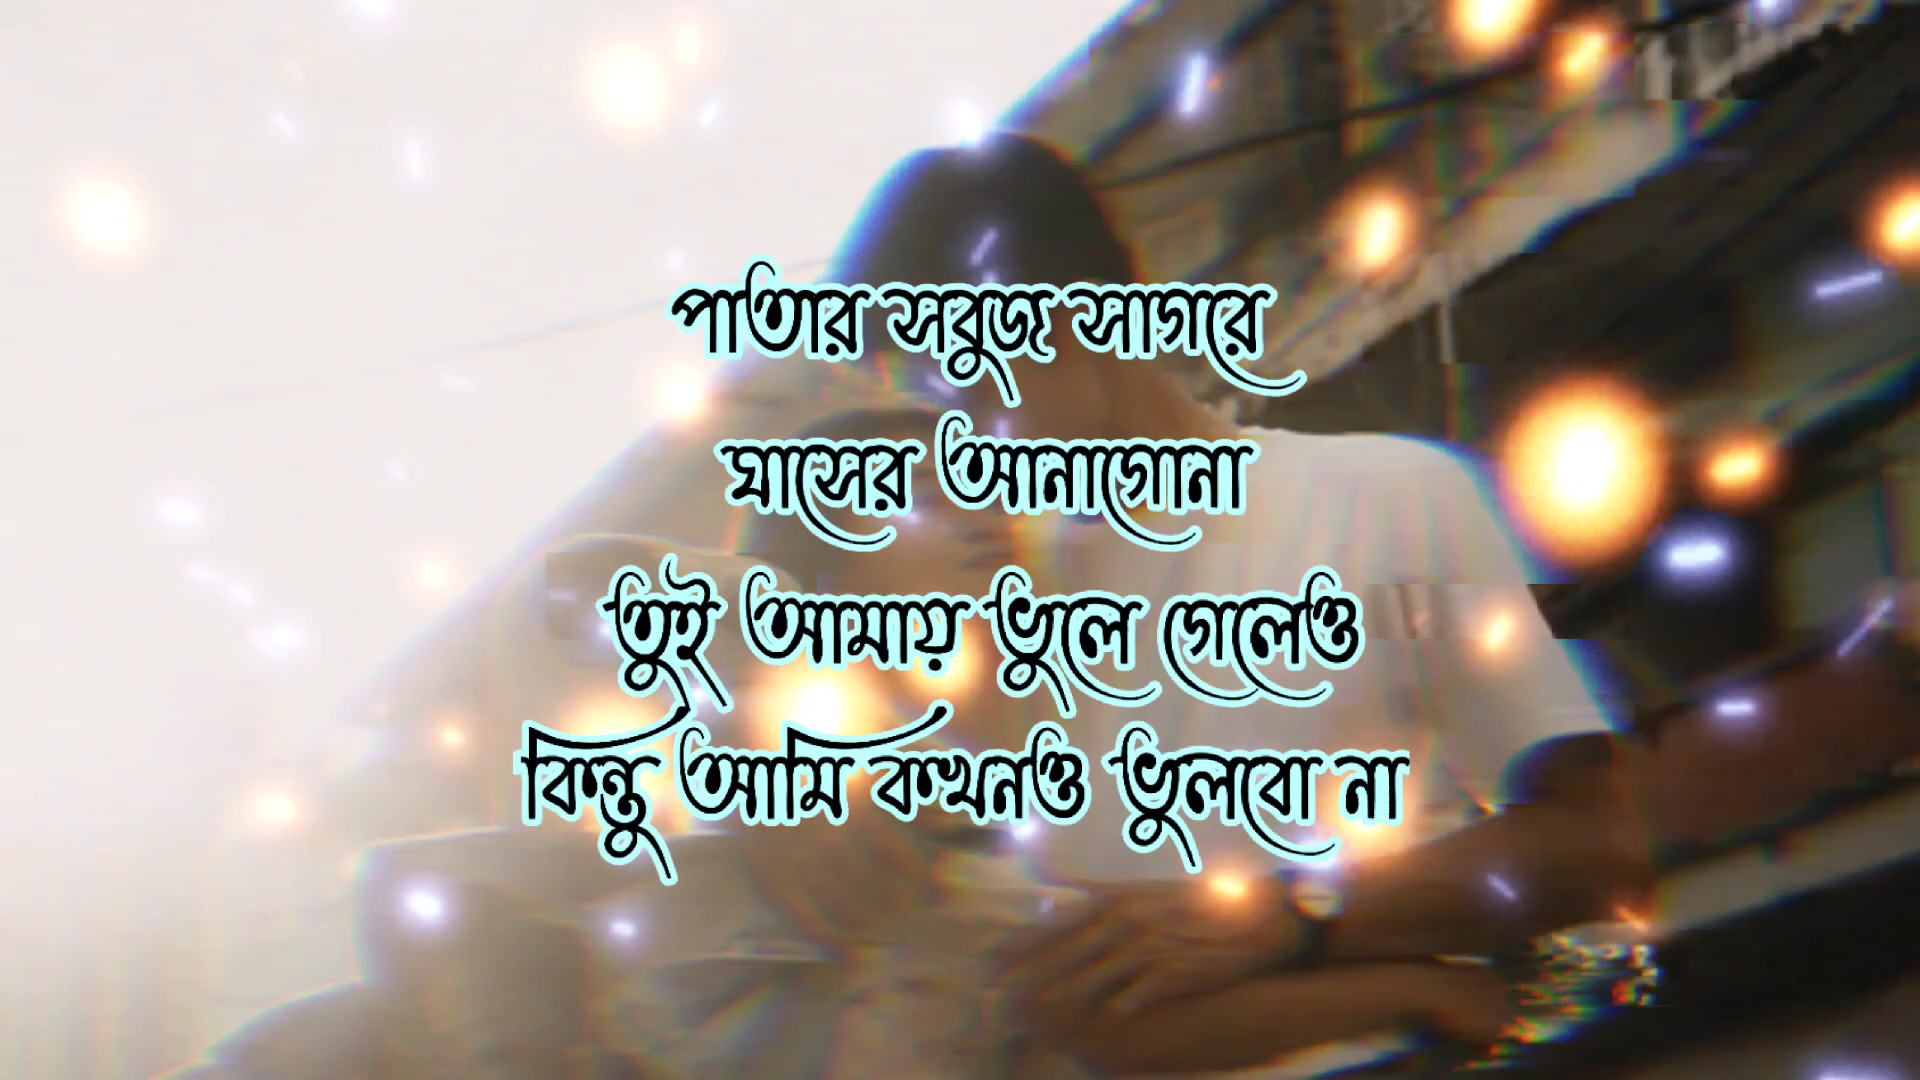 পাতার সবুজ সাগরে
ঘাসের আনাগোনা
তুই আমায় ভুলে গেলেও
কিন্তু আমি কখনও ভুলবো না